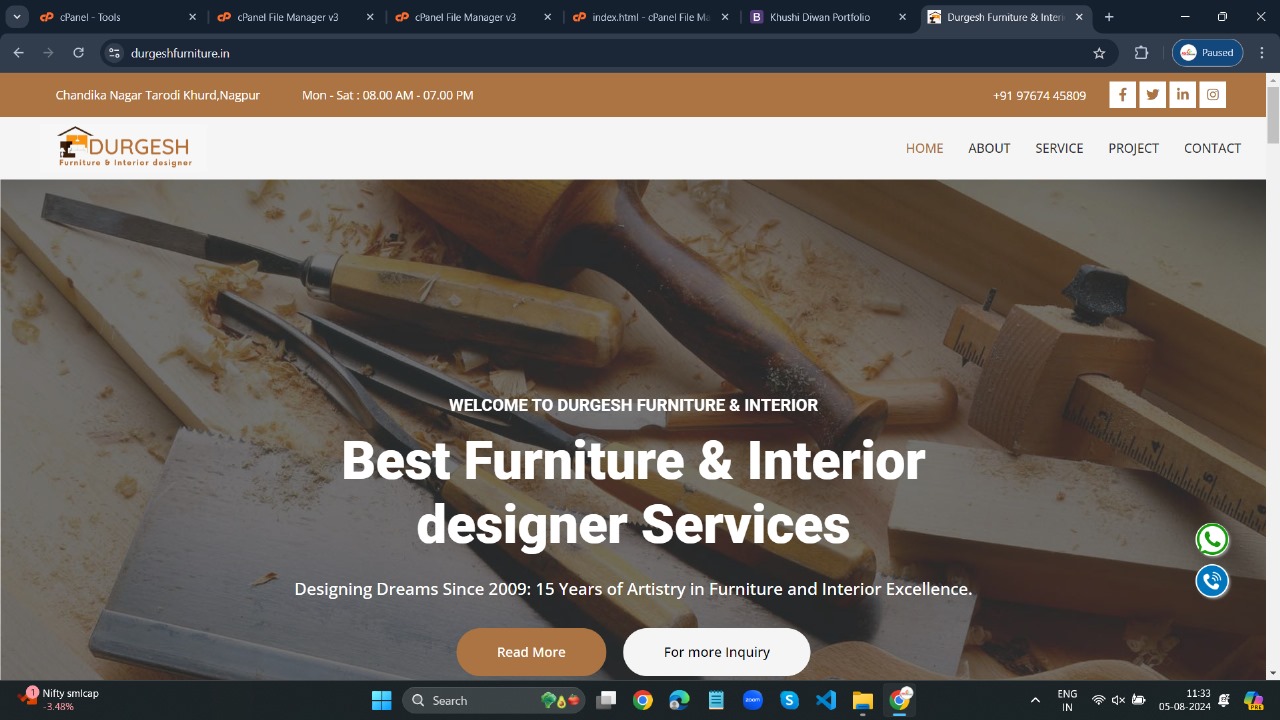 cPanel - Tools
cPanel File Manager v3
cPanel File Manager v3
index.html - cPanel File Ma
Khushi Diwan Portfolio
Durgesh Furniture & Interi
durgeshfurniture.in
Paused
Chandika Nagar Tarodi Khurd,Nagpur
Mon - Sat : 08.00 AM - 07.00 PM
+91 97674 45809
DURGESH
Furniture & Interior designer
HOME
ABOUT
SERVICE
PROJECT
CONTACT
WELCOME TO DURGESH FURNITURE & INTERIOR
Best Furniture & Interior
designer Services
Designing Dreams Since 2009: 15 Years of Artistry in Furniture and Interior Excellence.
Read More
For more Inquiry
1
Nifty smlcap
-3.48%
Search
zoom
ENG
IN
11:33
05-08-2024
PRE